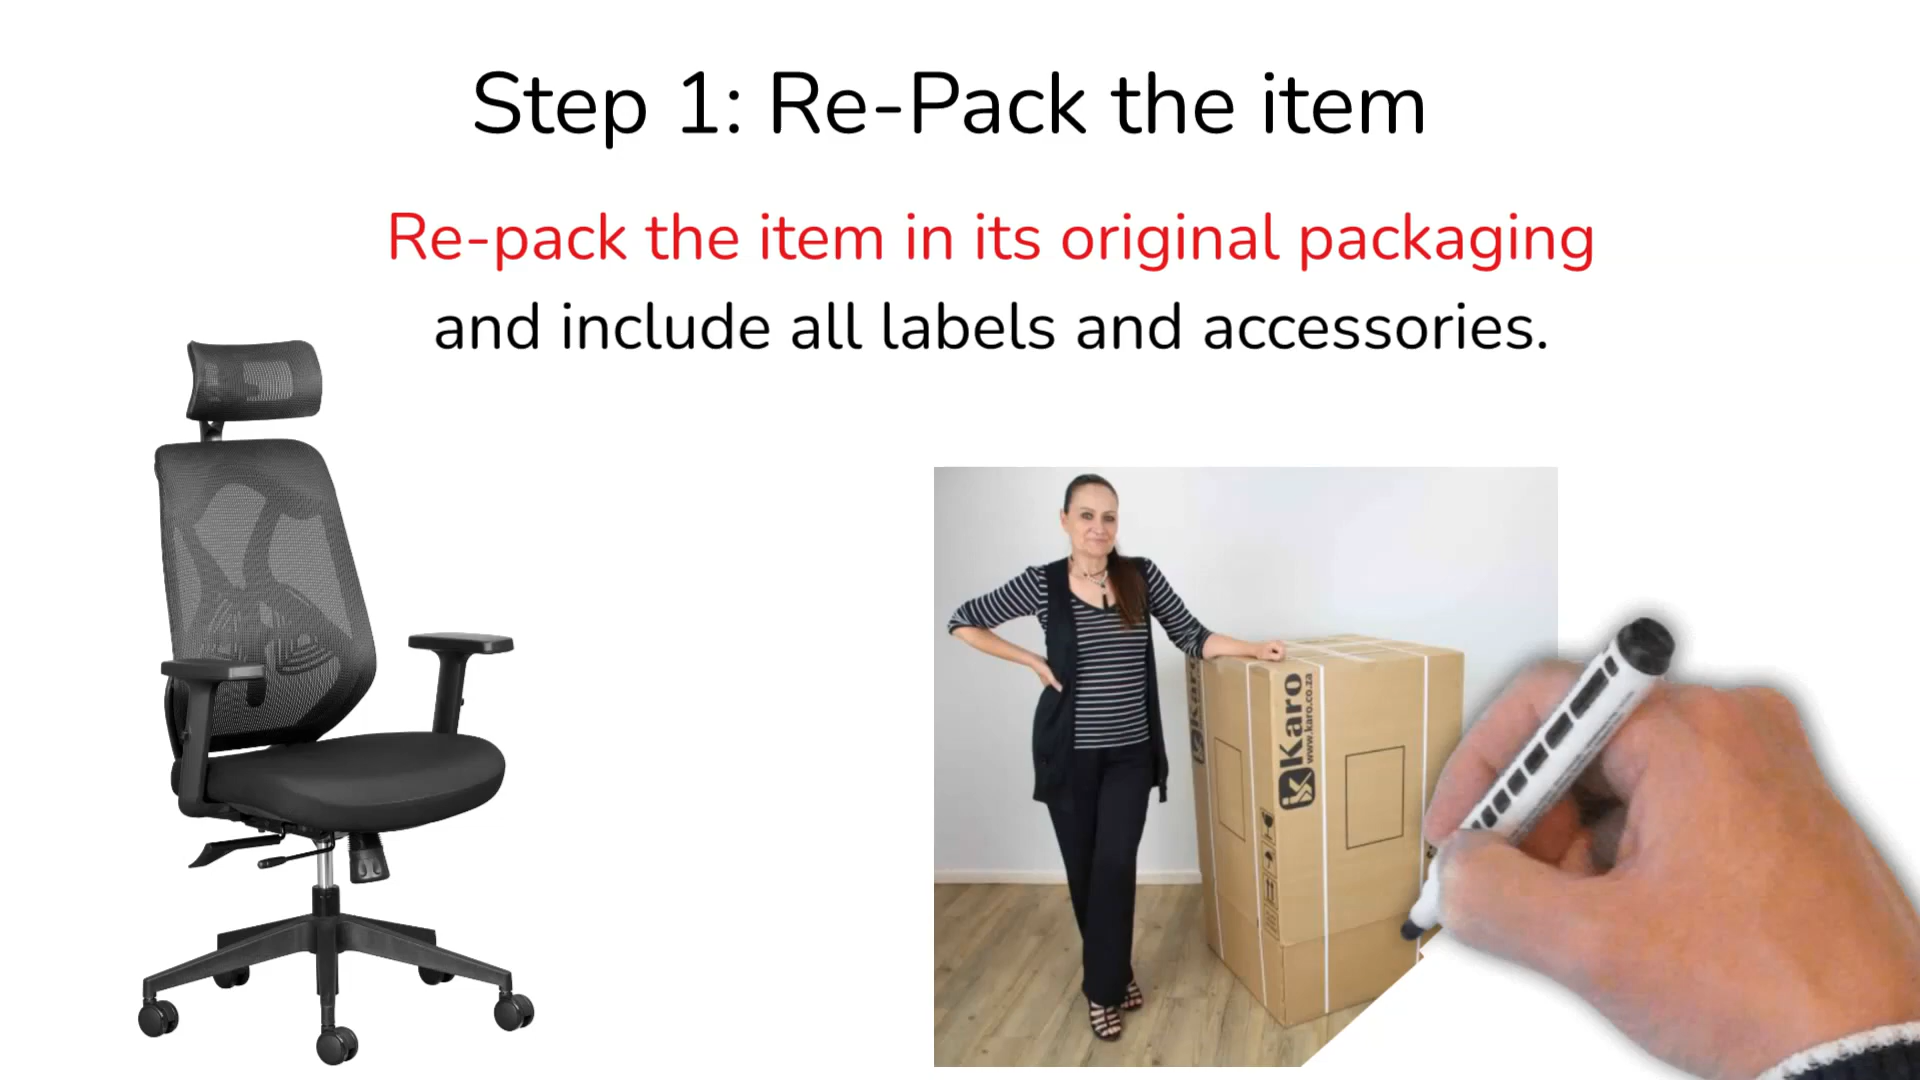 Step 1: Re-Pack the item
Re-pack the item in its original packaging
and include all labels and accessories.
Karo
www.karo.co.za
Karo